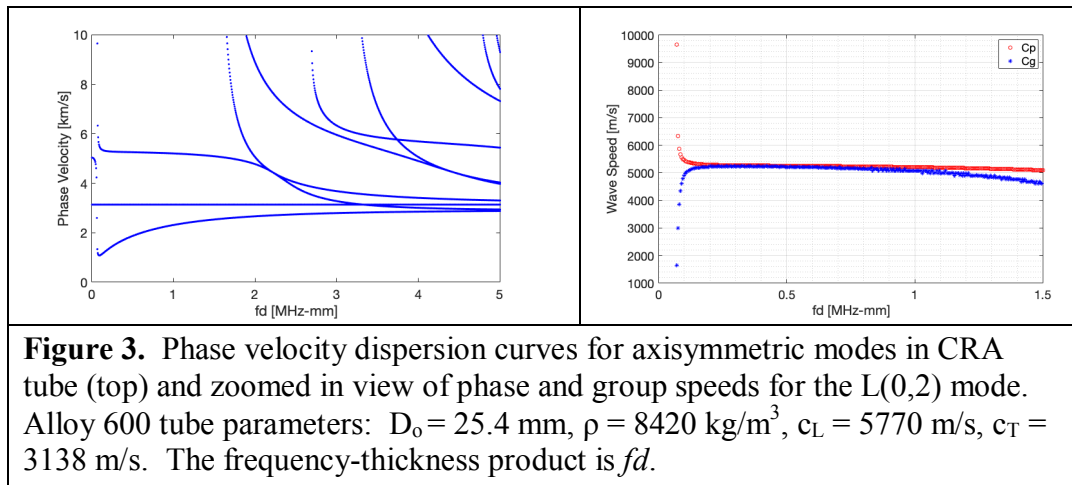 10
8
6
4
2
0
Phase Velocity [km/s]
0 1 2 3 4 5
fd [MHz-mm]
10000
9000
8000
7000
6000
5000
4000
3000
2000
1000
Wave Speed [m/s]
Cp
Cg
0 0.5 1 1.5
fd [MHz-mm]
Figure 3. Phase velocity dispersion curves for axisymmetric modes in CRA
tube (top) and zoomed in view of phase and group speeds for the L(0,2) mode.
Alloy 600 tube parameters: Dₒ = 25.4 mm, ρ = 8420 kg/m³, c_L = 5770 m/s, c_T =
3138 m/s. The frequency-thickness product is fd.